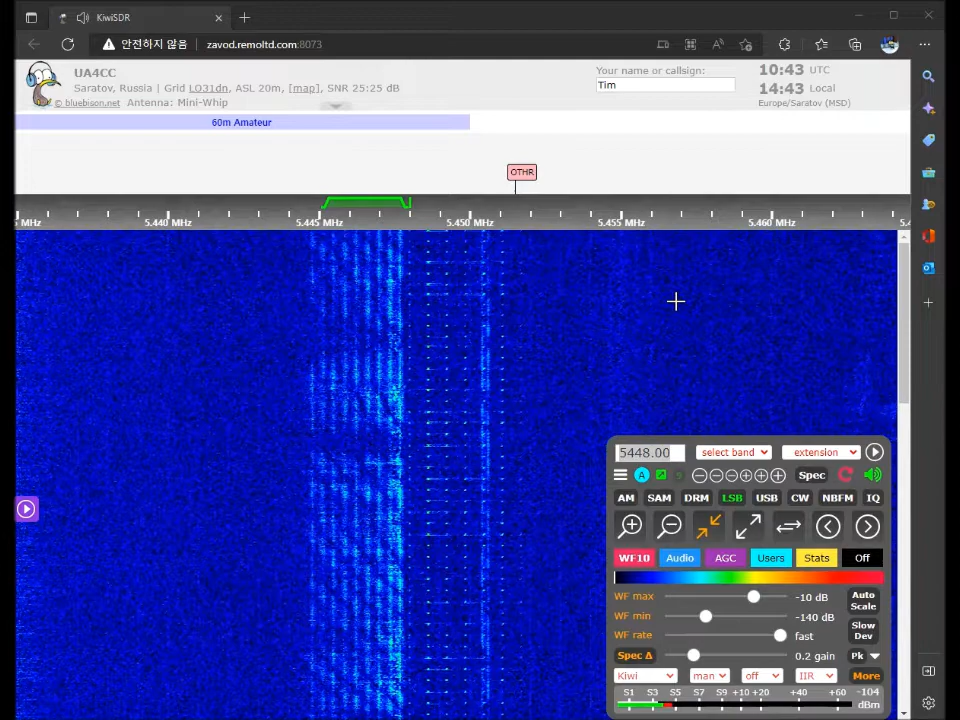 KiwiSDR
안전하지 않음 zavod.remoltd.com:8073
UA4CC
Saratov, Russia | Grid LO31dn, ASL 20m, [map], SNR 25:25 dB
© bluebison.net Antenna: Mini-Whip
Your name or callsign:
Tim
10:43 UTC
14:43 Local
Europe/Saratov (MSD)
60m Amateur
OTHR
MHz 5.440 MHz 5.445 MHz 5.450 MHz 5.455 MHz 5.460 MHz 5.4
5448.00 select band extension
A 9 Spec
AM SAM DRM LSB USB CW NBFM IQ
WF10 Audio AGC Users Stats Off
WF max -10 dB Auto Scale
WF min -140 dB
WF rate fast Slow Dev
Spec Δ 0.2 gain Pk
Kiwi man off IIR More
S1 S3 S5 S7 S9 +10 +20 +40 +60 -104 dBm